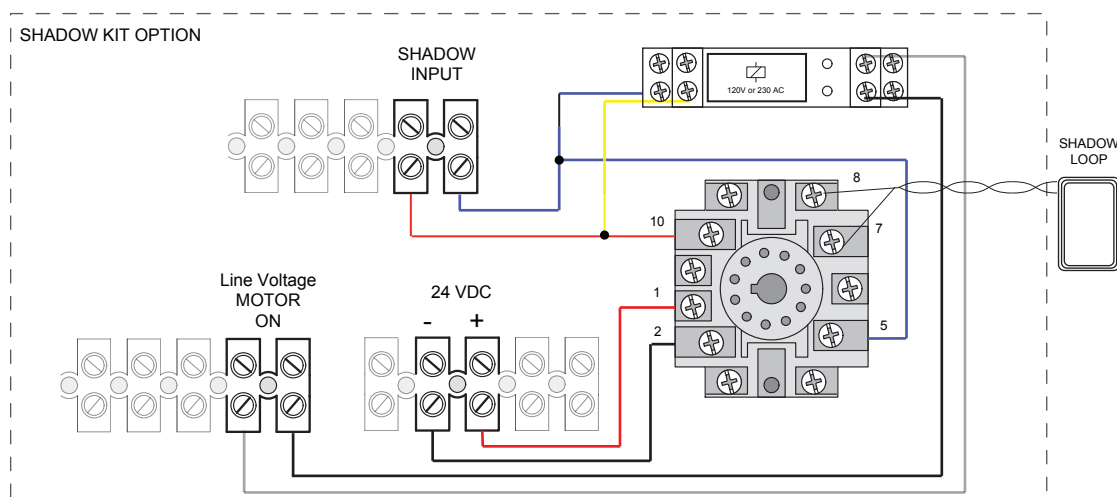 SHADOW KIT OPTION
SHADOW
INPUT
120V or 230 AC
SHADOW
LOOP
8
10
7
Line Voltage
MOTOR
ON
24 VDC
- +
1
2
5